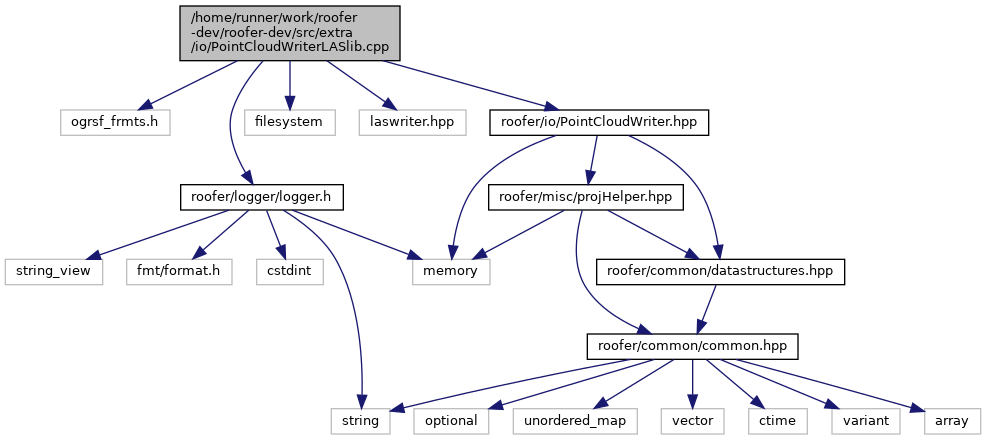 /home/runner/work/roofer
-dev/roofer-dev/src/extra
/io/PointCloudWriterLASlib.cpp
ogrsf_frmts.h
filesystem
laswriter.hpp
roofer/io/PointCloudWriter.hpp
roofer/logger/logger.h
roofer/misc/projHelper.hpp
string_view
fmt/format.h
cstdint
memory
roofer/common/datastructures.hpp
roofer/common/common.hpp
string
optional
unordered_map
vector
ctime
variant
array